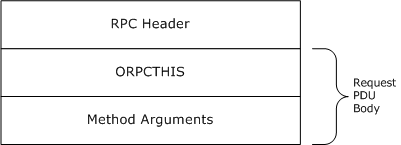 RPC Header
ORPCTHIS
Method Arguments
Request
PDU
Body